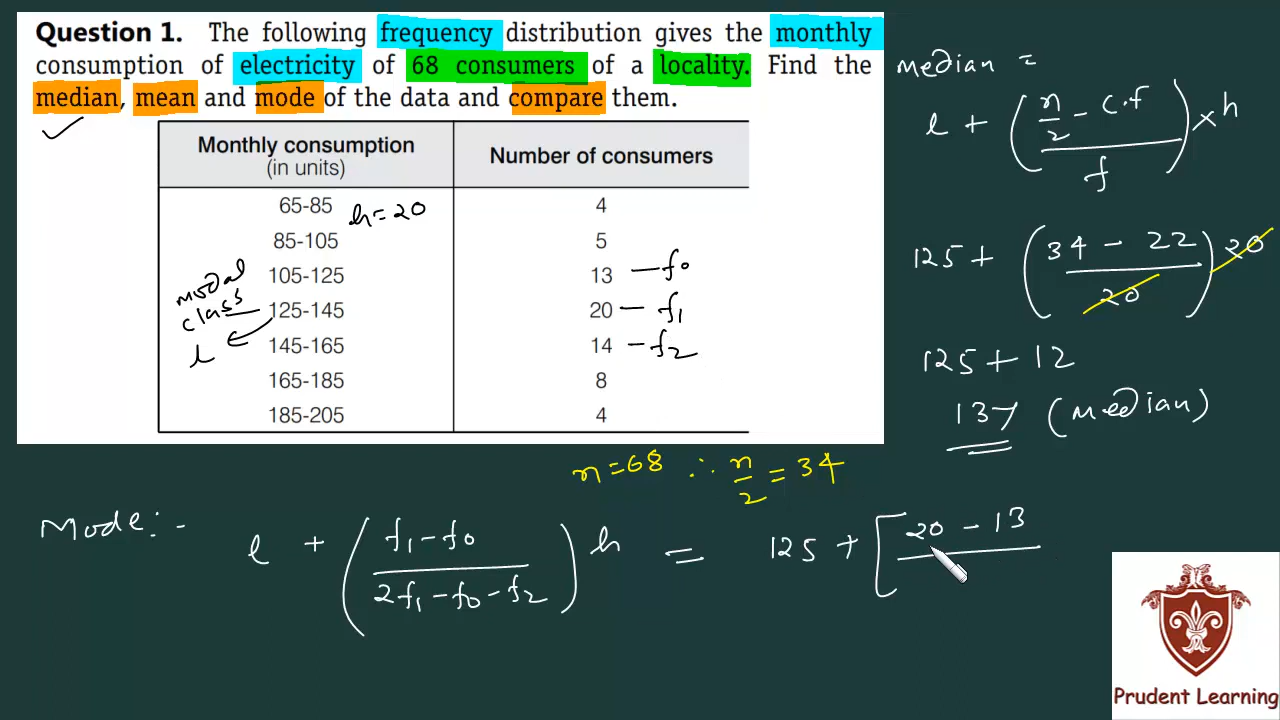 Question 1. The following frequency distribution gives the monthly
consumption of electricity of 68 consumers of a locality. Find the
median, mean and mode of the data and compare them.
Monthly consumption (in units) Number of consumers
65-85 h=20 4
85-105 5
105-125 13 — f0
125-145 20 — f1
145-165 14 — f2
165-185 8
185-205 4
modal
class
l
n=68 ∴ n/2 = 34
median =
l + ( (n/2 - c.f) / f ) × h
125 + ( (34 - 22) / 20 ) 20
125 + 12
137 (median)
Mode:- l + ( (f1 - f0) / (2f1 - f0 - f2) ) h = 125 + [ 20 - 13
Prudent Learning